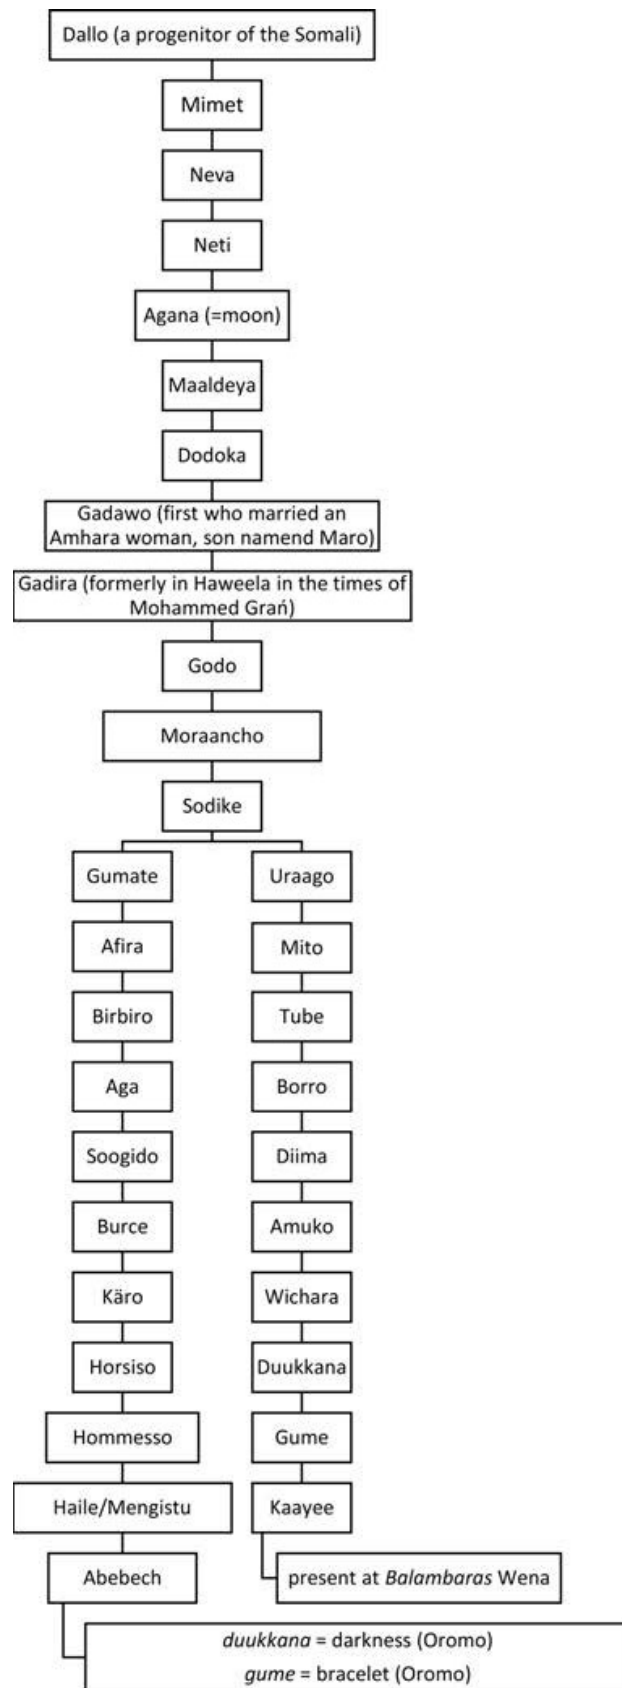 Dallo (a progenitor of the Somali)
Mimet
Neva
Neti
Agana (=moon)
Maaldeya
Dodoka
Gadawo (first who married an
Amhara woman, son namend Maro)
Gadira (formerly in Haweela in the times of
Mohammed Grań)
Godo
Moraancho
Sodike
Gumate
Afira
Birbiro
Aga
Soogido
Burce
Käro
Horsiso
Hommesso
Haile/Mengistu
Abebech
Uraago
Mito
Tube
Borro
Diima
Amuko
Wichara
Duukkana
Gume
Kaayee
present at Balambaras Wena
duukkana = darkness (Oromo)
gume = bracelet (Oromo)